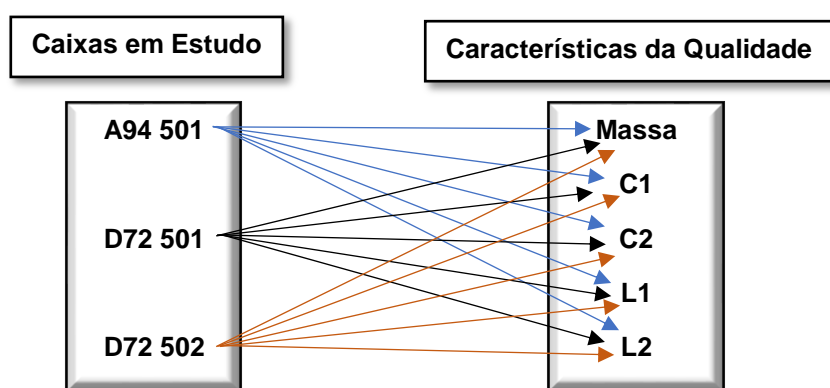 Caixas em Estudo
Características da Qualidade
A94 501
D72 501
D72 502
Massa
C1
C2
L1
L2